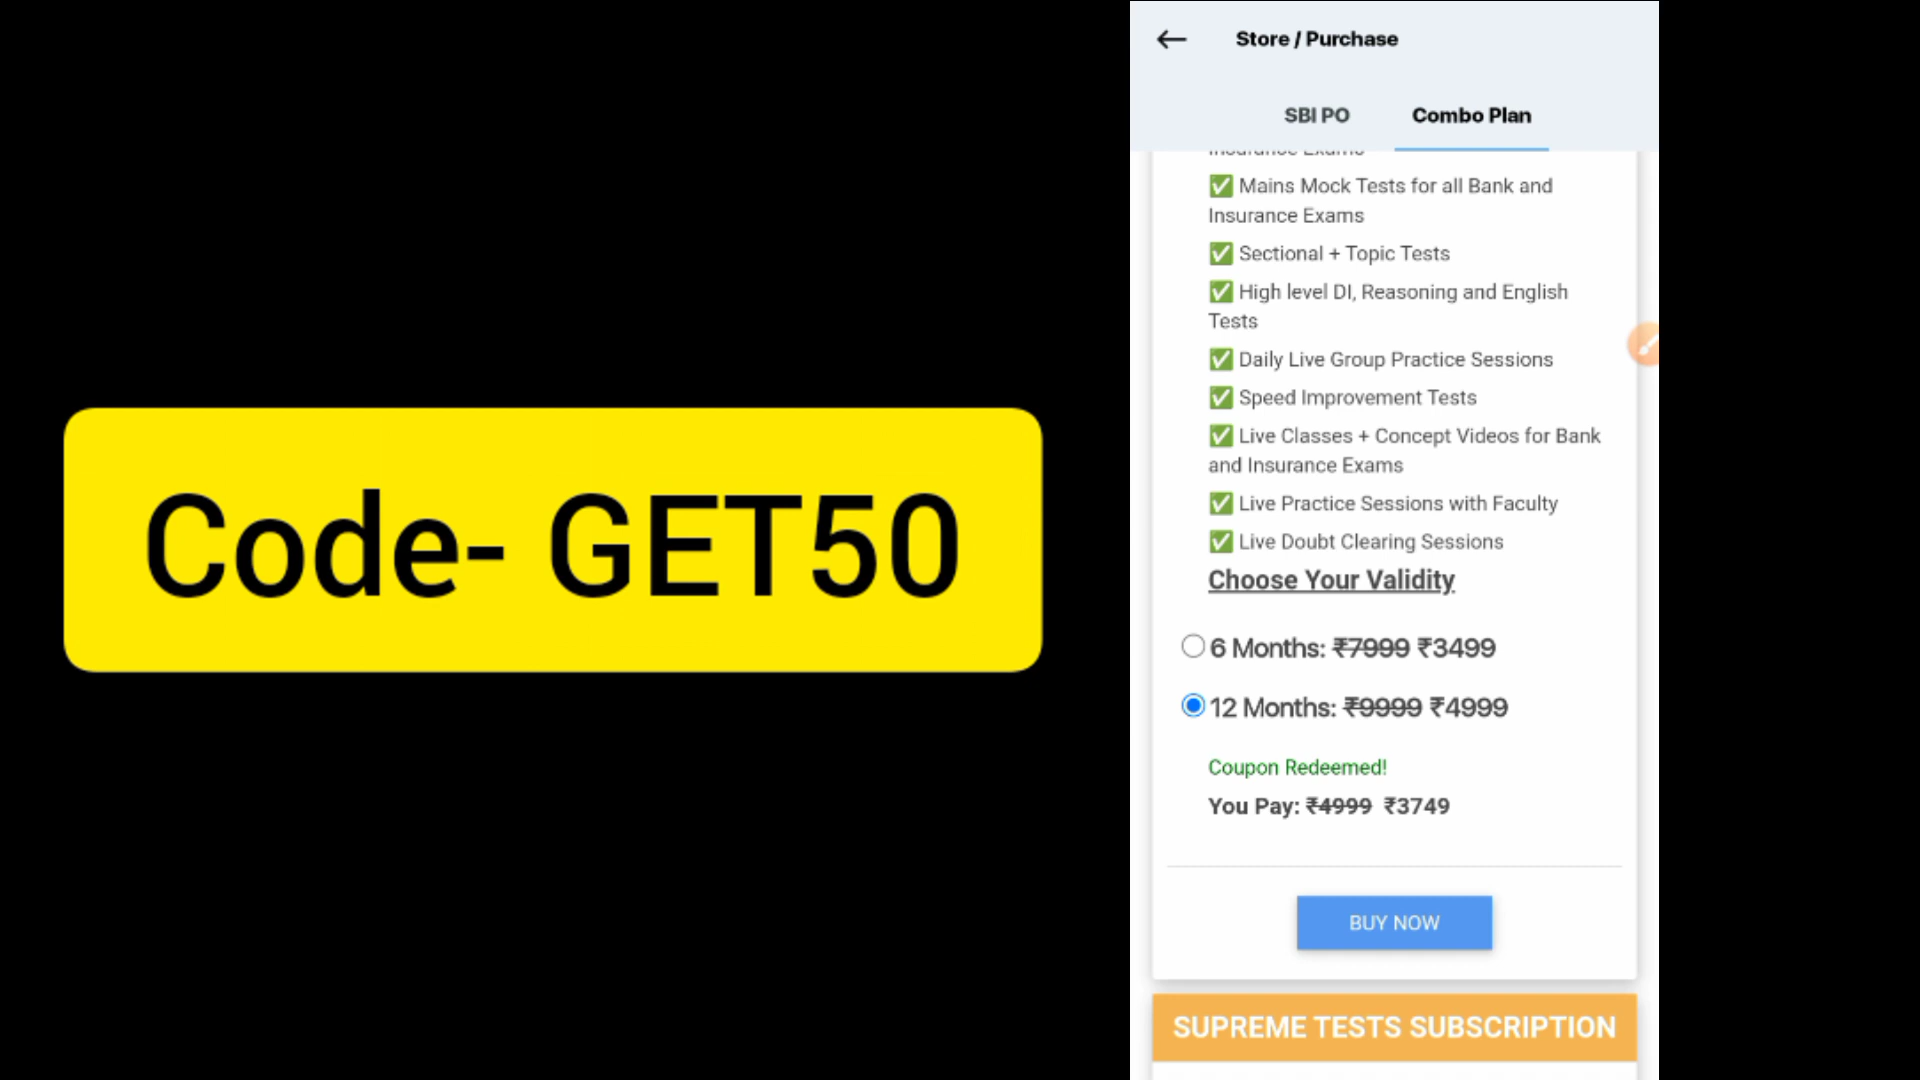 Code- GET50
Store / Purchase
SBI PO
Combo Plan
Insurance Exams
✅ Mains Mock Tests for all Bank and
Insurance Exams
✅ Sectional + Topic Tests
✅ High level DI, Reasoning and English
Tests
✅ Daily Live Group Practice Sessions
✅ Speed Improvement Tests
✅ Live Classes + Concept Videos for Bank
and Insurance Exams
✅ Live Practice Sessions with Faculty
✅ Live Doubt Clearing Sessions
Choose Your Validity
6 Months: ₹7999 ₹3499
12 Months: ₹9999 ₹4999
Coupon Redeemed!
You Pay: ₹4999 ₹3749
BUY NOW
SUPREME TESTS SUBSCRIPTION